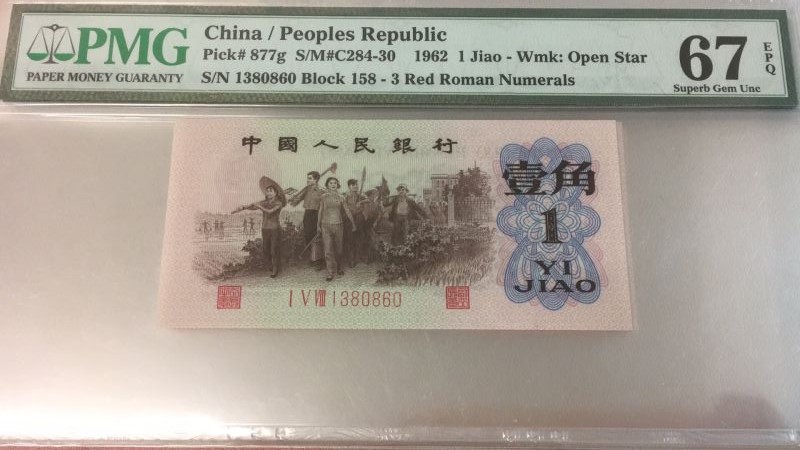 PMG
PAPER MONEY GUARANTY
China / Peoples Republic
Pick# 877g S/M#C284-30 1962 1 Jiao - Wmk: Open Star
S/N 1380860 Block 158 - 3 Red Roman Numerals
67
EPQ
Superb Gem Unc
中國人民銀行
壹角
1
YI
JIAO
I V VIII 1380860